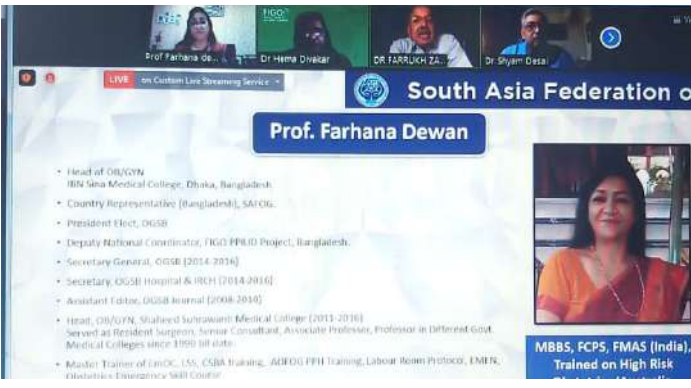 FIGO
Prof Farhana de...
Dr Hema Divakar
DR FARRUKH ZA...
Dr Shyam Desai
LIVE on Custom Live Streaming Service
South Asia Federation o
Prof. Farhana Dewan
• Head of OB/GYN
IBN Sina Medical College, Dhaka, Bangladesh.
• Country Representative (Bangladesh), SAFOG.
• President Elect, OGSB
• Deputy National Coordinator, FIGO PPIUD Project, Bangladesh.
• Secretary General, OGSB (2014-2016)
• Secretary, OGSB Hospital & IRCH (2014-2016)
• Assistant Editor, OGSB Journal (2008-2014)
• Head, OB/GYN, Shaheed Suhrawardi Medical College (2011-2016)
Served as Resident Surgeon, Senior Consultant, Associate Professor, Professor in Different Govt
Medical Colleges since 1990 till date.
• Master Trainer of EmOC, LSS, CSBA training, PPH Training, Labour Room Protocol, EMEN,
Obstetrics Emergency Skill Course
MBBS, FCPS, FMAS (India),
Trained on High Risk